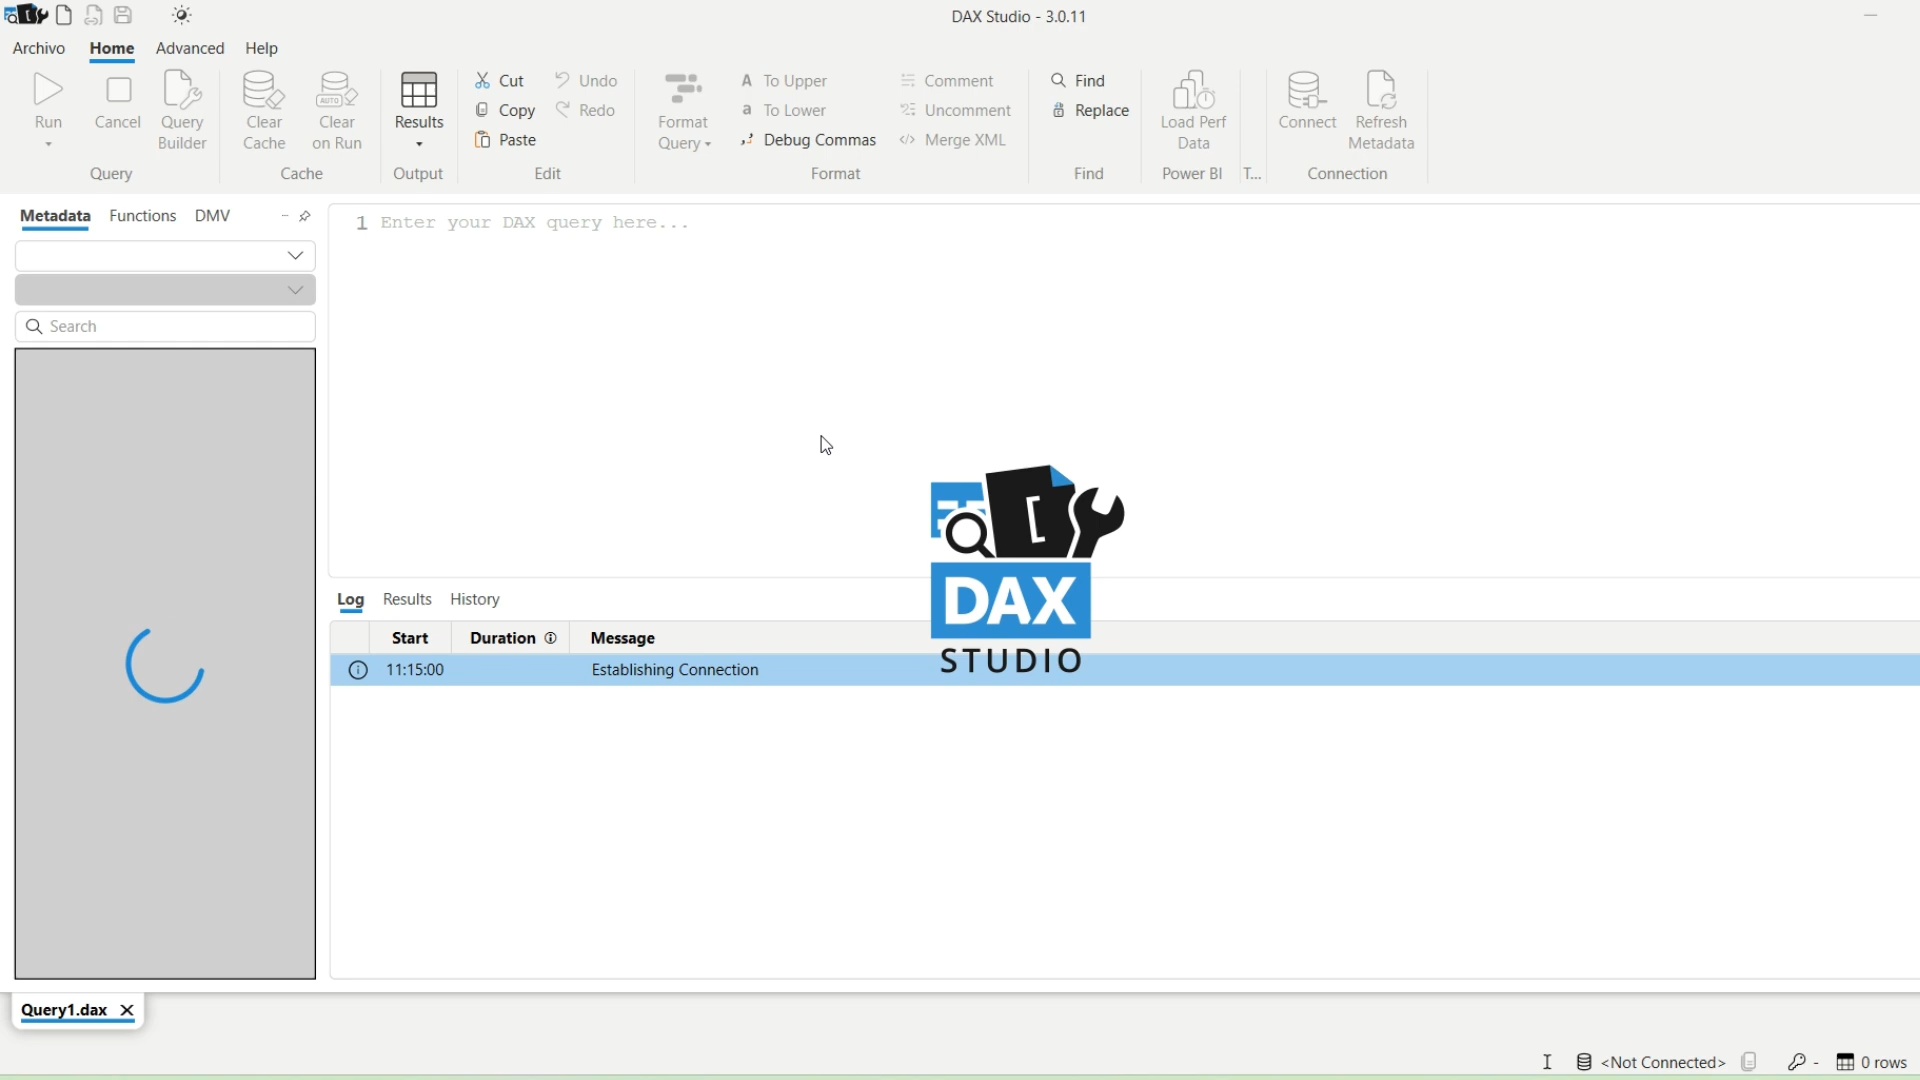 DAX Studio - 3.0.11
Archivo Home Advanced Help
Run
Cancel
Query Builder
Query
Clear Cache
AUTO
Clear on Run
Cache
Results
Output
Cut
Copy
Paste
Undo
Redo
Edit
Format Query
A To Upper
a To Lower
Debug Commas
Comment
Uncomment
Merge XML
Format
Find
Replace
Find
Load Perf Data
Power BI
T...
Connect
Refresh Metadata
Connection
Metadata Functions DMV
Search
1 Enter your DAX query here...
DAX
STUDIO
Log Results History
Start Duration Message
11:15:00 Establishing Connection
Query1.dax
<Not Connected> - 0 rows